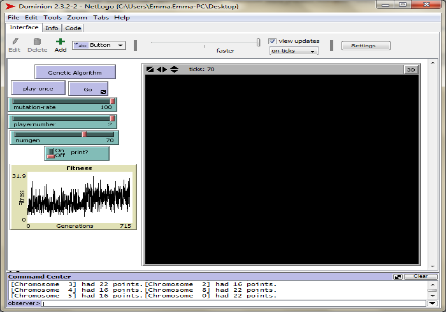 Dominion 2.3.2-2 - NetLogo {C:\Users\Emma.Emma-PC\Desktop}
File Edit Tools Zoom Tabs Help
Interface Info Code
Edit Delete Add Button faster view updates on-ticks Settings
Genetic Algorithm
play-once Go
mutation-rate 100
playernumber 2
numgen 70
On Off print?
ticks: 70 3D
Fitness
31.9
Fitness
0
0 Generations 715
Command Center Clear
[Chromosome 3] had 22 points.[Chromosome 2] had 16 points.
[Chromosome 4] had 16 points.[Chromosome 8] had 22 points.
[Chromosome 5] had 16 points.[Chromosome 0] had 22 points.
observer>